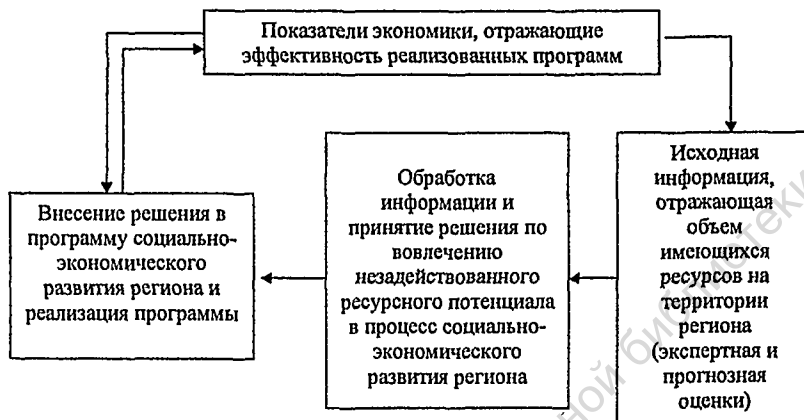 Показатели экономики, отражающие
эффективность реализованных программ
Внесение решения в
программу социально-
экономического
развития региона и
реализация программы
Обработка
информации и
принятие решения по
вовлечению
незадействованного
ресурсного потенциала
в процесс социально-
экономического
развития региона
Исходная
информация,
отражающая
объем
имеющихся
ресурсов на
территории
региона
(экспертная и
прогнозная
оценки)